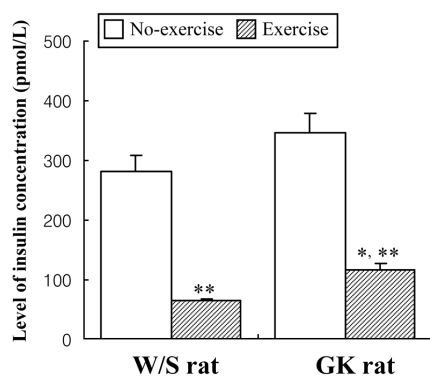 No-exercise Exercise
Level of insulin concentration (pmol/L)
500
400
300
200
100
0
**
*, **
W/S rat GK rat